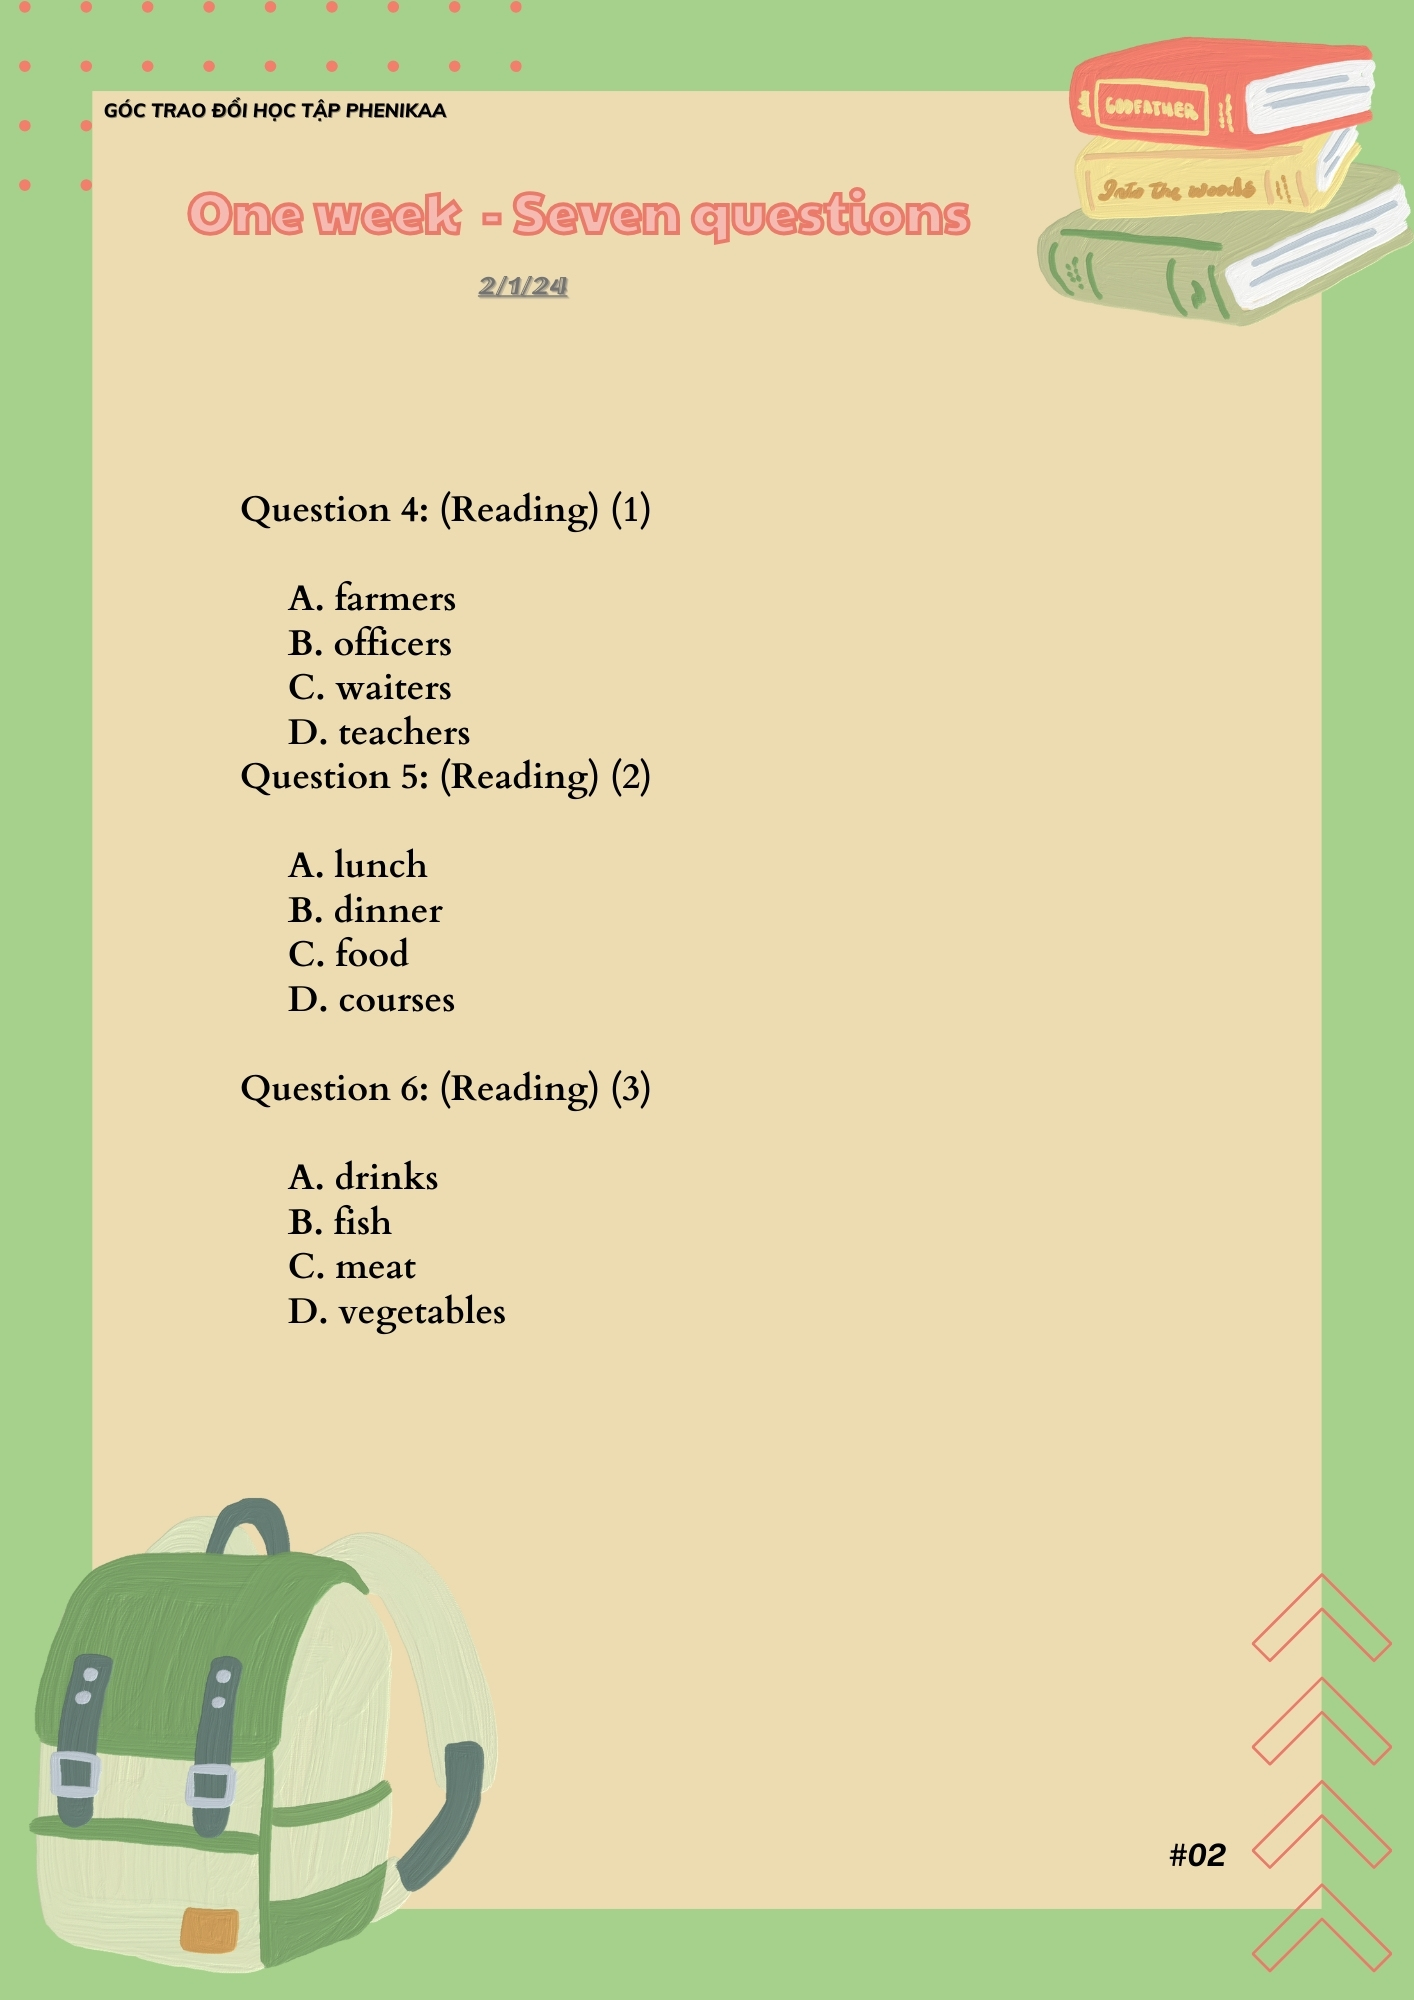 GÓC TRAO ĐỔI HỌC TẬP PHENIKAA
GODFATHER
One week - Seven questions
Into the woods
2/1/24
Question 4: (Reading) (1)
A. farmers
B. officers
C. waiters
D. teachers
Question 5: (Reading) (2)
A. lunch
B. dinner
C. food
D. courses
Question 6: (Reading) (3)
A. drinks
B. fish
C. meat
D. vegetables
#02